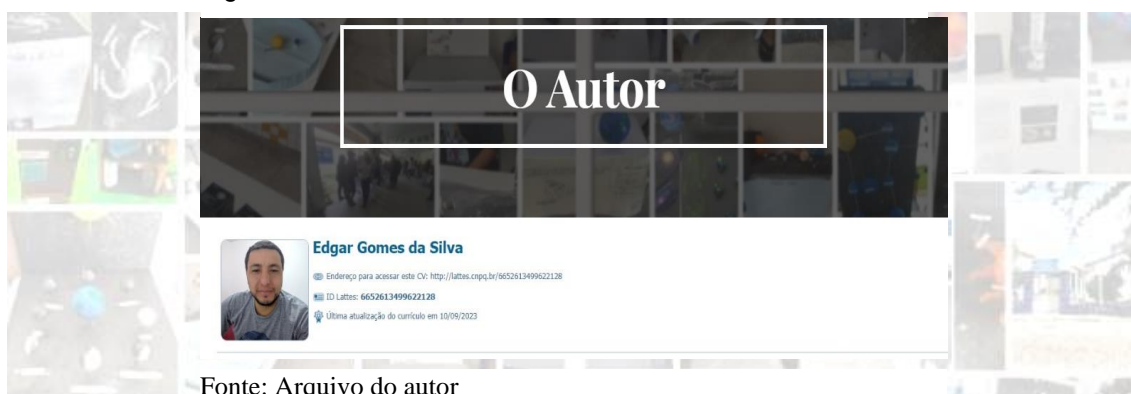 O Autor
Edgar Gomes da Silva
Endereço para acessar este CV: http://lattes.cnpq.br/6652613499622128
ID Lattes: 6652613499622128
Última atualização do currículo em 10/09/2023
Fonte: Arquivo do autor